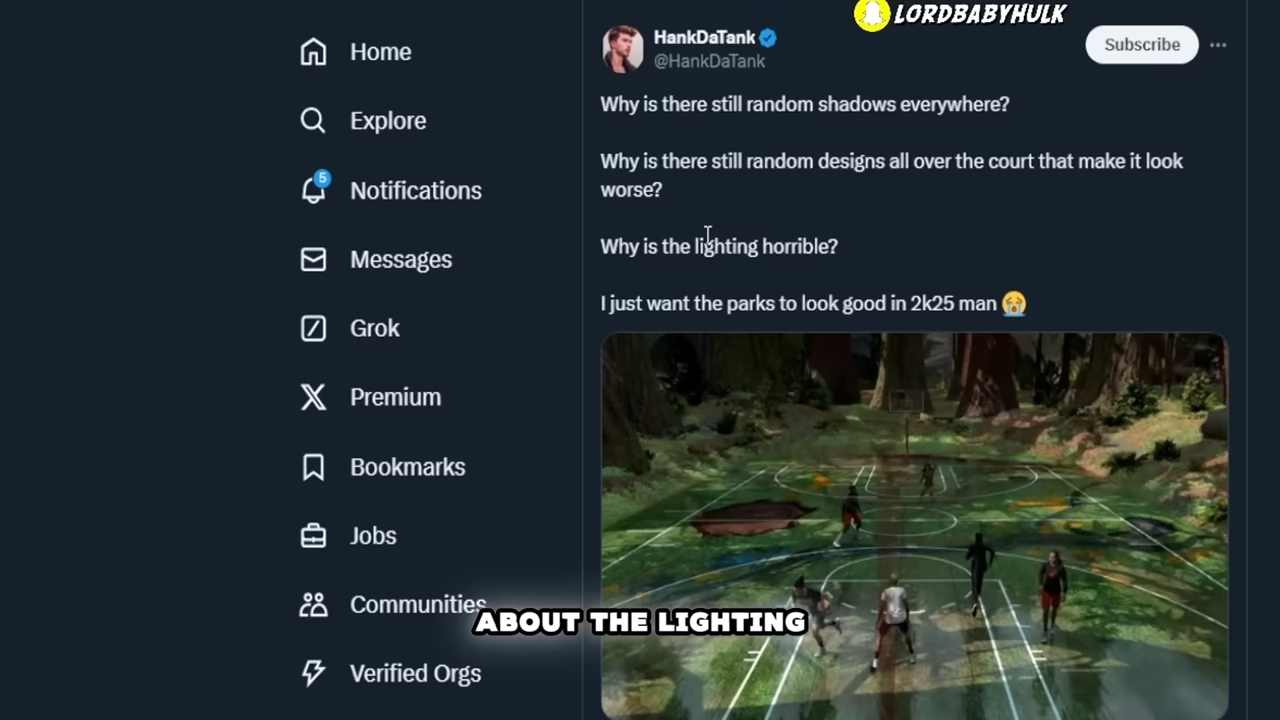 LORDBABYHULK
Home
Explore
5
Notifications
Messages
Grok
Premium
Bookmarks
Jobs
Communities
Verified Orgs
HankDaTank
@HankDaTank
Subscribe
Why is there still random shadows everywhere?
Why is there still random designs all over the court that make it look
worse?
Why is the lighting horrible?
I just want the parks to look good in 2k25 man 😭
ABOUT THE LIGHTING